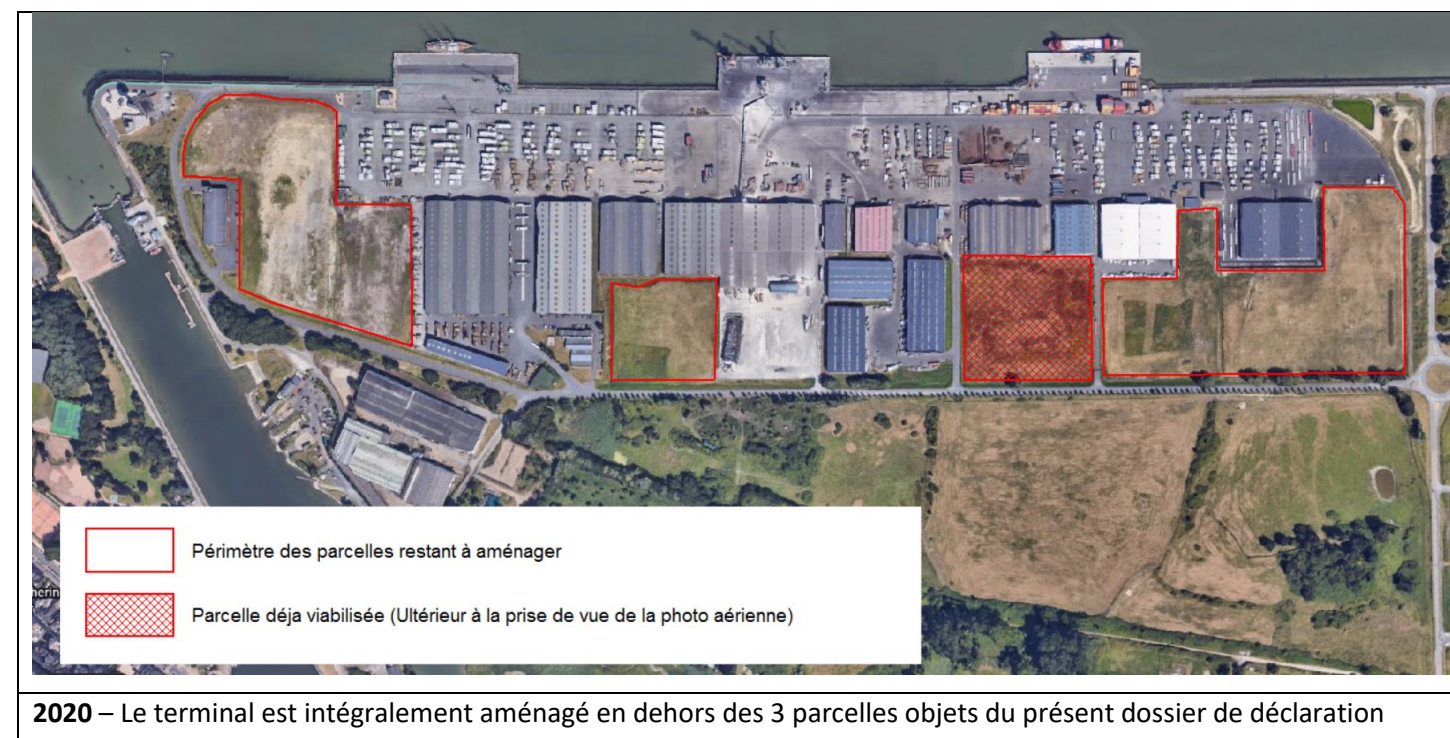 Périmètre des parcelles restant à aménager
Parcelle déja viabilisée (Ultérieur à la prise de vue de la photo aérienne)
2020 – Le terminal est intégralement aménagé en dehors des 3 parcelles objets du présent dossier de déclaration